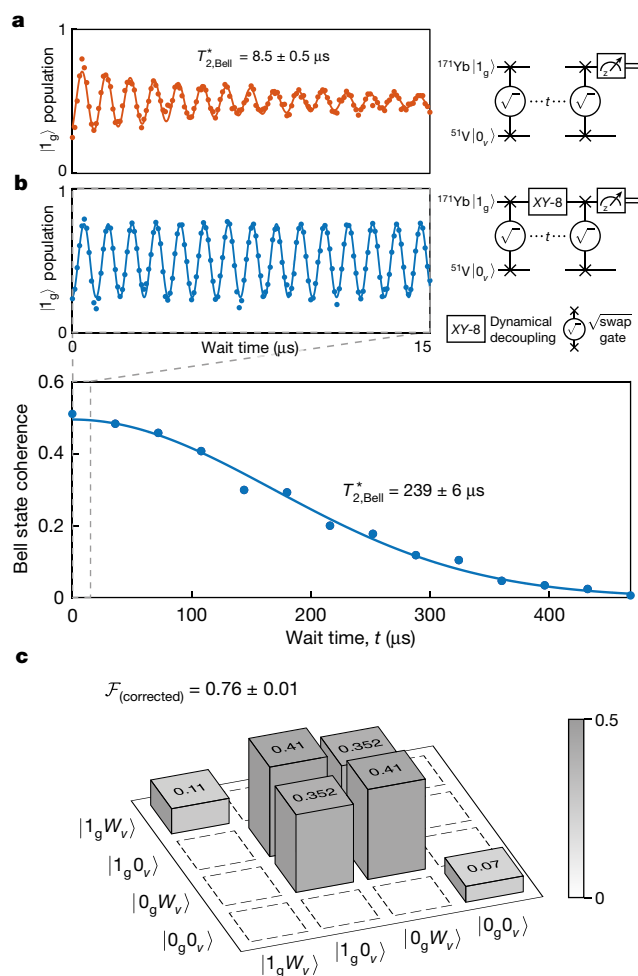 a
1
|1g⟩ population
0
T*2,Bell = 8.5 ± 0.5 μs
171Yb |1g⟩
51V|0v⟩
√
··· t ···
√
z
b
1
|1g⟩ population
0
0
Wait time (μs)
15
171Yb |1g⟩
XY-8
51V|0v⟩
√
··· t ···
√
z
XY-8
Dynamical
decoupling
√
√swap
gate
0.6
0.4
0.2
0
Bell state coherence
T*2,Bell = 239 ± 6 μs
0
100
200
300
400
Wait time, t (μs)
c
ℱ(corrected) = 0.76 ± 0.01
0.11
0.41
0.352
0.352
0.41
0.07
|1gWv⟩
|1g0v⟩
|0gWv⟩
|0g0v⟩
|1gWv⟩
|1g0v⟩
|0gWv⟩
|0g0v⟩
0.5
0